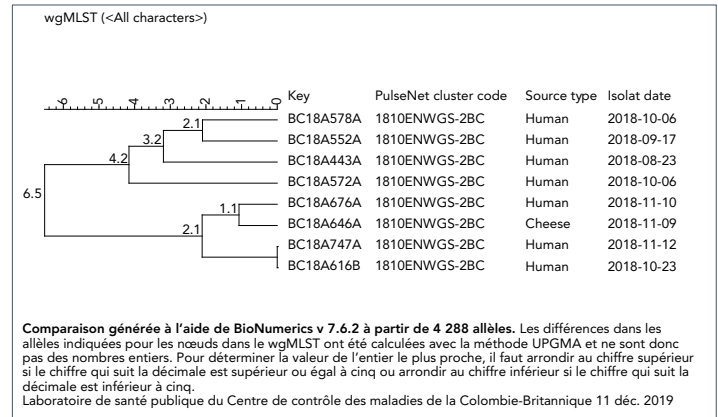 wgMLST (<All characters>)
-6 -5 -4 -3 -2 -1 0 Key PulseNet cluster code Source type Isolat date
2.1 BC18A578A 1810ENWGS-2BC Human 2018-10-06
3.2 BC18A552A 1810ENWGS-2BC Human 2018-09-17
4.2 BC18A443A 1810ENWGS-2BC Human 2018-08-23
BC18A572A 1810ENWGS-2BC Human 2018-10-06
6.5
1.1 BC18A676A 1810ENWGS-2BC Human 2018-11-10
2.1 BC18A646A 1810ENWGS-2BC Cheese 2018-11-09
BC18A747A 1810ENWGS-2BC Human 2018-11-12
BC18A616B 1810ENWGS-2BC Human 2018-10-23
Comparaison générée à l'aide de BioNumerics v 7.6.2 à partir de 4 288 allèles. Les différences dans les
allèles indiquées pour les nœuds dans le wgMLST ont été calculées avec la méthode UPGMA et ne sont donc
pas des nombres entiers. Pour déterminer la valeur de l'entier le plus proche, il faut arrondir au chiffre supérieur
si le chiffre qui suit la décimale est supérieur ou égal à cinq ou arrondir au chiffre inférieur si le chiffre qui suit la
décimale est inférieur à cinq.
Laboratoire de santé publique du Centre de contrôle des maladies de la Colombie-Britannique 11 déc. 2019